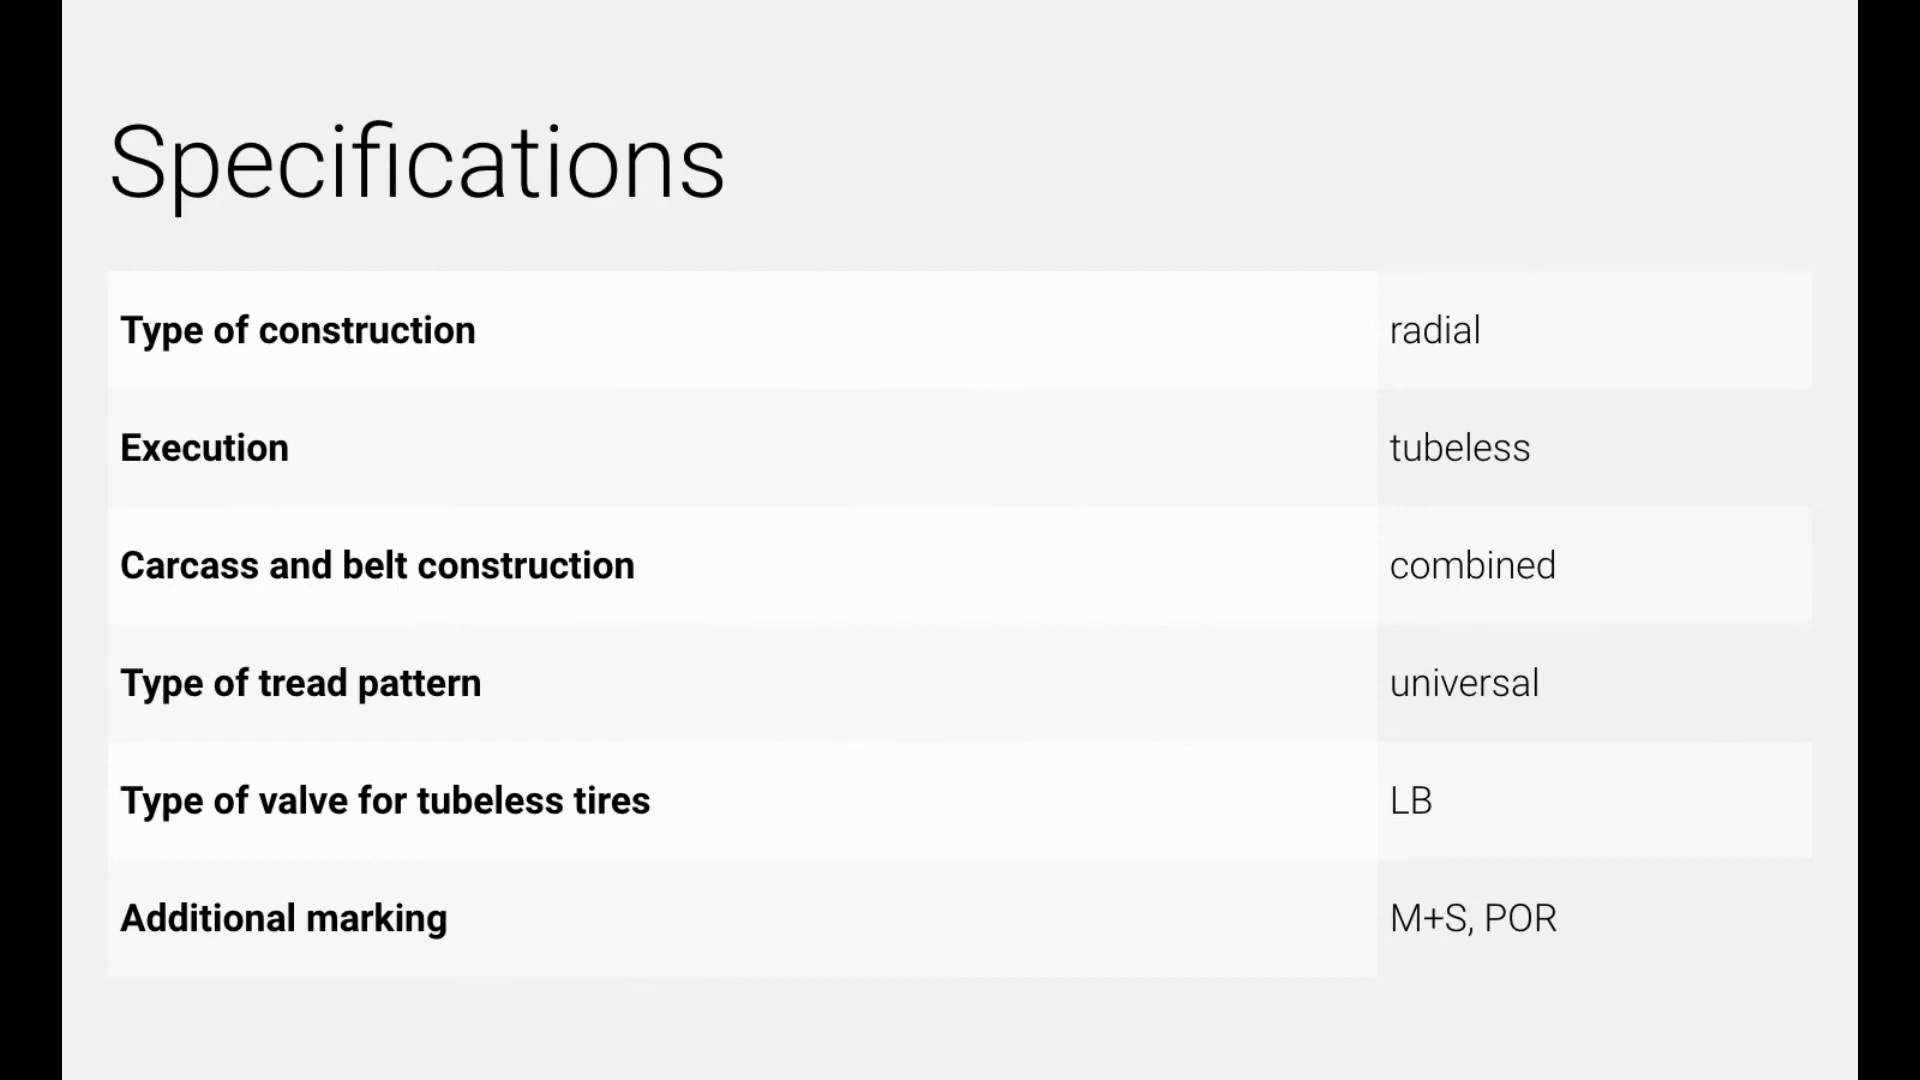 Specifications
Type of construction radial
Execution tubeless
Carcass and belt construction combined
Type of tread pattern universal
Type of valve for tubeless tires LB
Additional marking M+S, POR